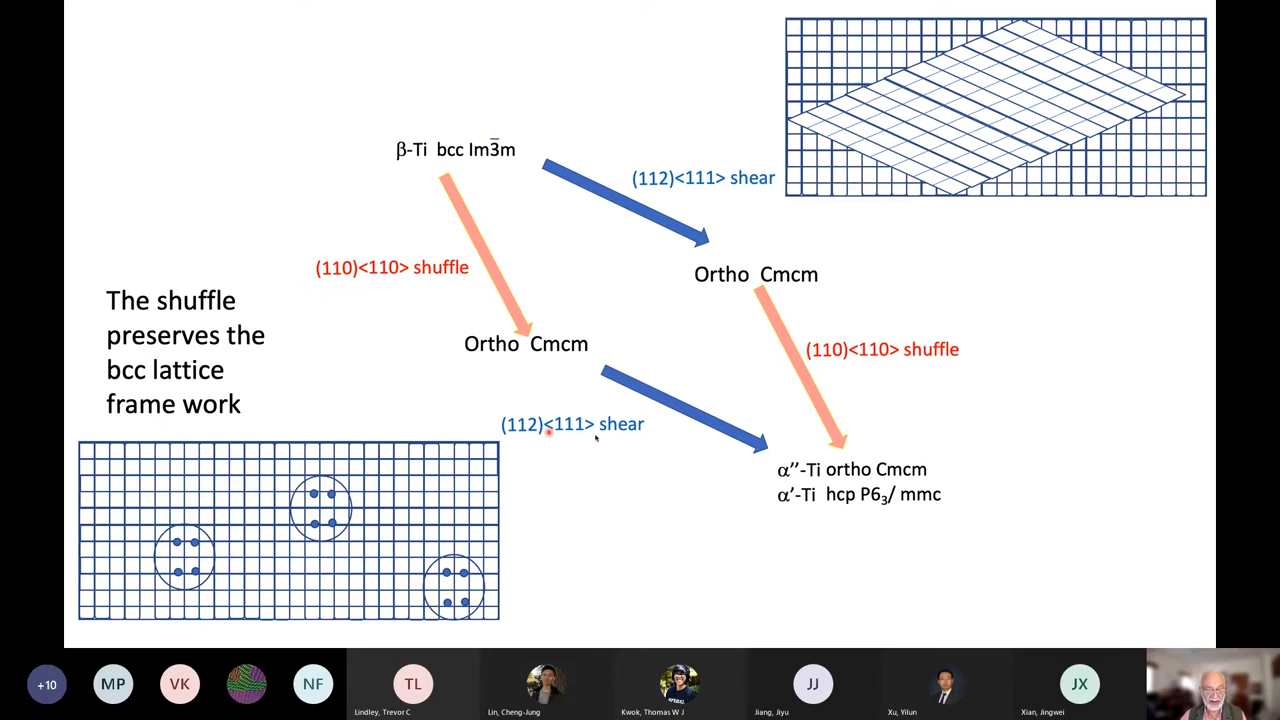 β-Ti bcc Im3̅m
(112)<111> shear
(110)<110> shuffle
Ortho Cmcm
The shuffle
preserves the
bcc lattice
frame work
Ortho Cmcm
(110)<110> shuffle
(112)<111> shear
α’’-Ti ortho Cmcm
α’-Ti hcp P6₃/ mmc
+10
MP
VK
NF
TL
JJ
JX
Lindley, Trevor C
Lin, Cheng-Jung
Kwok, Thomas W J
Jiang, Jiyu
Xu, Yilun
Xian, Jingwei